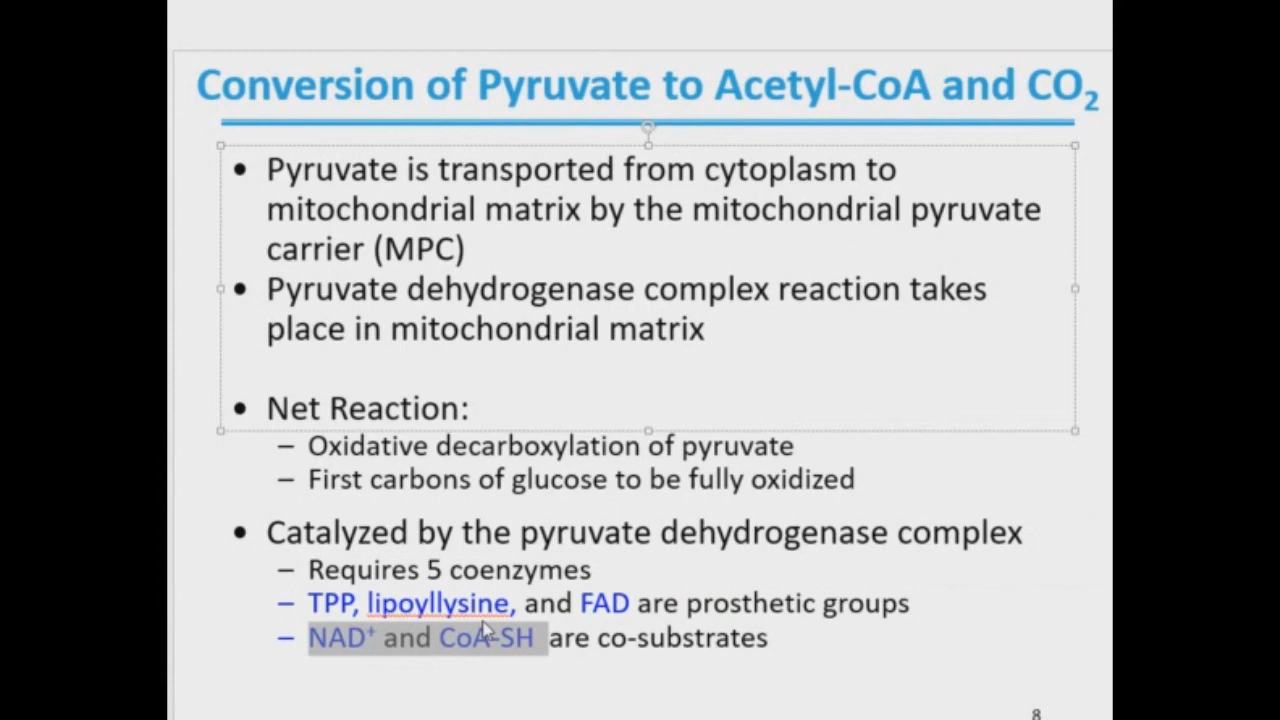 Conversion of Pyruvate to Acetyl-CoA and CO₂
• Pyruvate is transported from cytoplasm to
mitochondrial matrix by the mitochondrial pyruvate
carrier (MPC)
• Pyruvate dehydrogenase complex reaction takes
place in mitochondrial matrix
• Net Reaction:
– Oxidative decarboxylation of pyruvate
– First carbons of glucose to be fully oxidized
• Catalyzed by the pyruvate dehydrogenase complex
– Requires 5 coenzymes
– TPP, lipoyllysine, and FAD are prosthetic groups
– NAD⁺ and CoA-SH are co-substrates
8